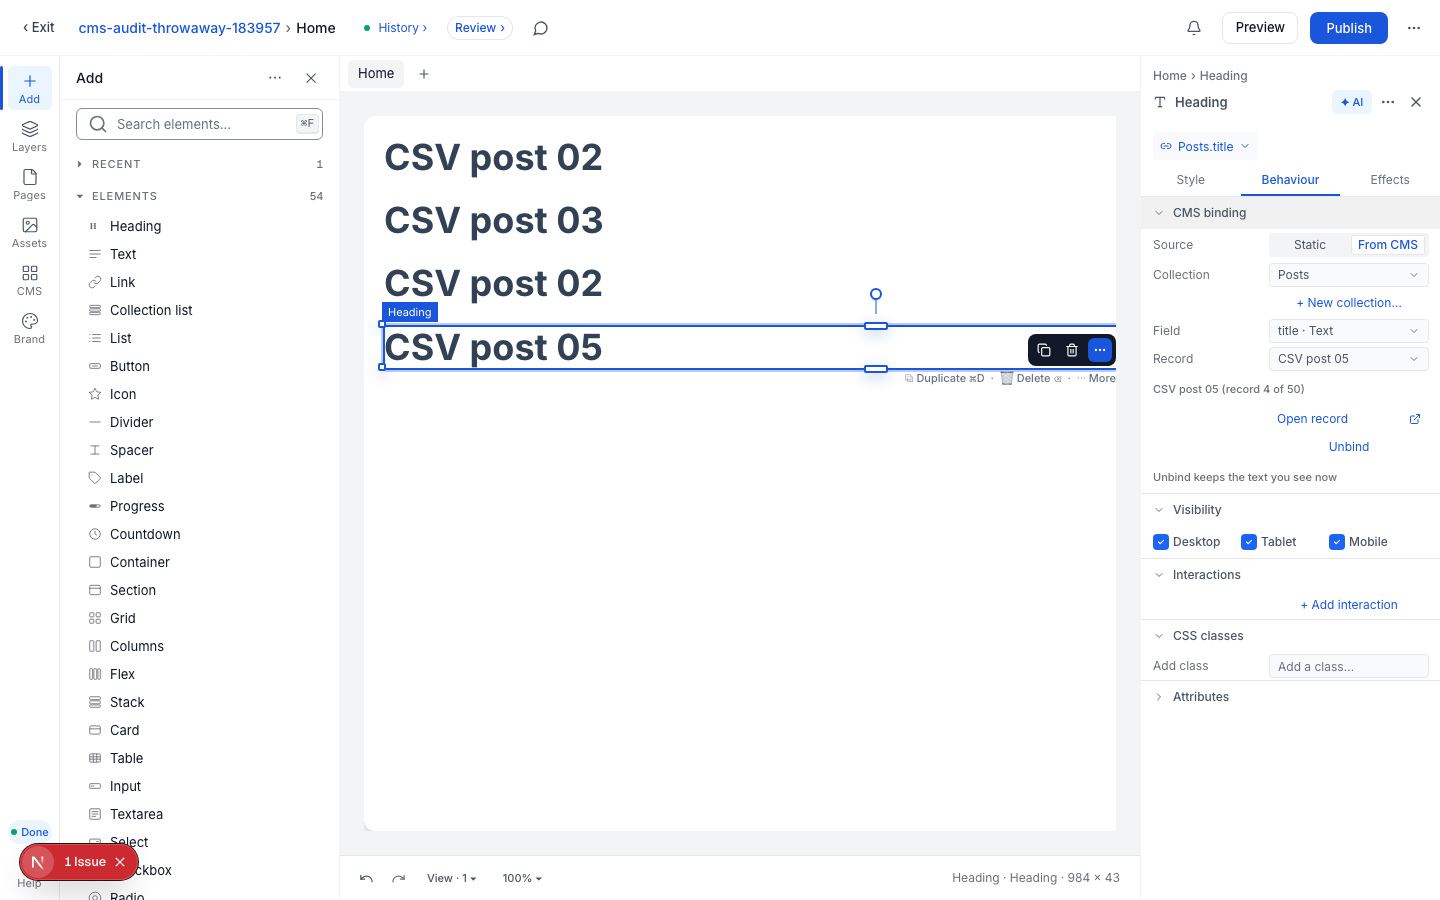 ‹ Exit
cms-audit-throwaway-183957 › Home
History ›
Review ›
Preview
Publish
Add
Layers
Pages
Assets
CMS
Brand
Done
Help
Add
Search elements...
⌘F
RECENT 1
ELEMENTS 54
Heading
Text
Link
Collection list
List
Button
Icon
Divider
Spacer
Label
Progress
Countdown
Container
Section
Grid
Columns
Flex
Stack
Card
Table
Input
Textarea
Select
ckbox
Radio
N 1 Issue
Home
CSV post 02
CSV post 03
CSV post 02
Heading
CSV post 05
Duplicate ⌘D · Delete ⌫ · ··· More
View · 1
100%
Heading · Heading · 984 × 43
Home › Heading
Heading
AI
Posts.title
Style Behaviour Effects
CMS binding
Source Static From CMS
Collection Posts
+ New collection...
Field title · Text
Record CSV post 05
CSV post 05 (record 4 of 50)
Open record
Unbind
Unbind keeps the text you see now
Visibility
Desktop Tablet Mobile
Interactions
+ Add interaction
CSS classes
Add class Add a class...
Attributes